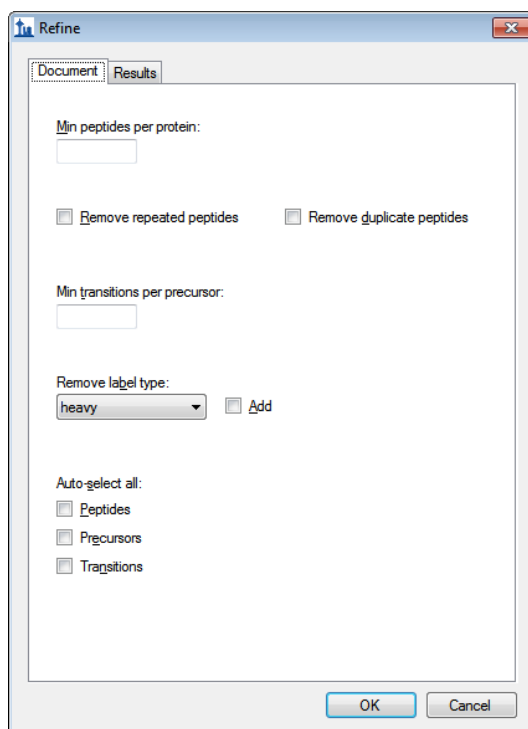 Refine
Document Results
Min peptides per protein:
Remove repeated peptides Remove duplicate peptides
Min transitions per precursor:
Remove label type:
heavy Add
Auto-select all:
Peptides
Precursors
Transitions
OK Cancel